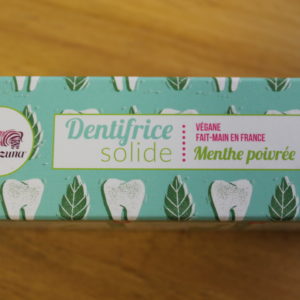 Dentifrice
solide
VÉGANE
FAIT-MAIN EN FRANCE
Menthe poivrée